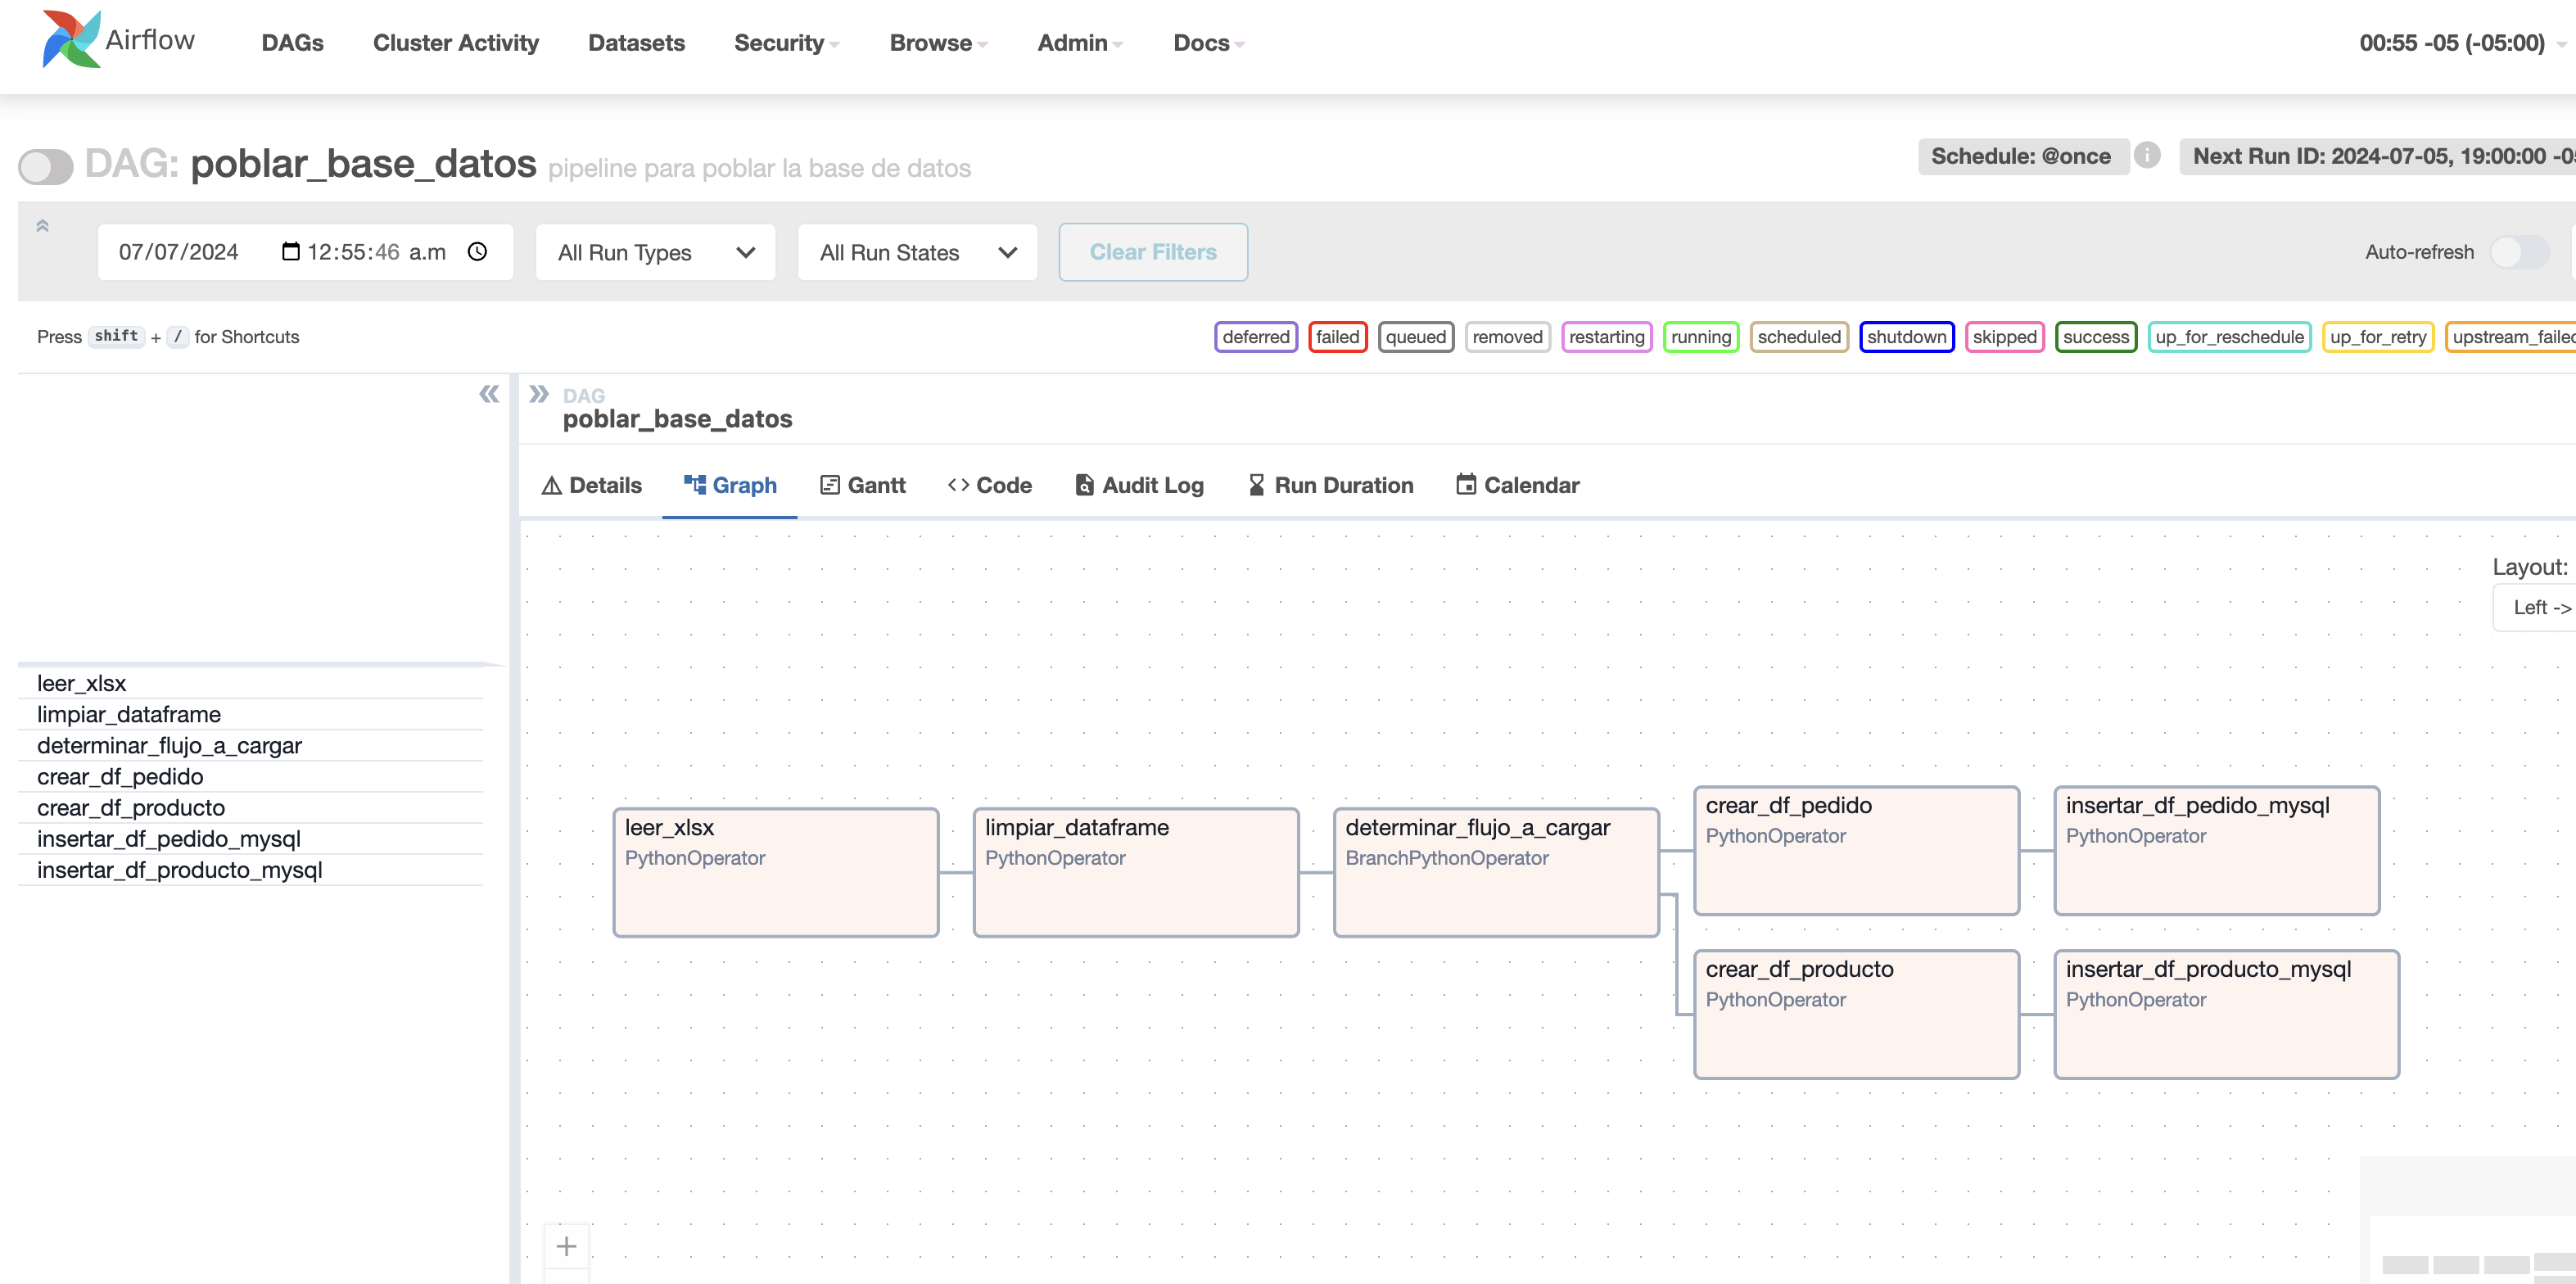 Airflow DAGs Cluster Activity Datasets Security Browse Admin Docs 00:55 -05 (-05:00)
DAG: poblar_base_datos pipeline para poblar la base de datos Schedule: @once i Next Run ID: 2024-07-05, 19:00:00 -0
07/07/2024 12:55:46 a.m All Run Types All Run States Clear Filters Auto-refresh
Press shift + / for Shortcuts deferred failed queued removed restarting running scheduled shutdown skipped success up_for_reschedule up_for_retry upstream_failed
DAG
poblar_base_datos
Details Graph Gantt Code Audit Log Run Duration Calendar
Layout:
Left ->
leer_xlsx
limpiar_dataframe
determinar_flujo_a_cargar
crear_df_pedido
crear_df_producto
insertar_df_pedido_mysql
insertar_df_producto_mysql
leer_xlsx
PythonOperator
limpiar_dataframe
PythonOperator
determinar_flujo_a_cargar
BranchPythonOperator
crear_df_pedido
PythonOperator
insertar_df_pedido_mysql
PythonOperator
crear_df_producto
PythonOperator
insertar_df_producto_mysql
PythonOperator